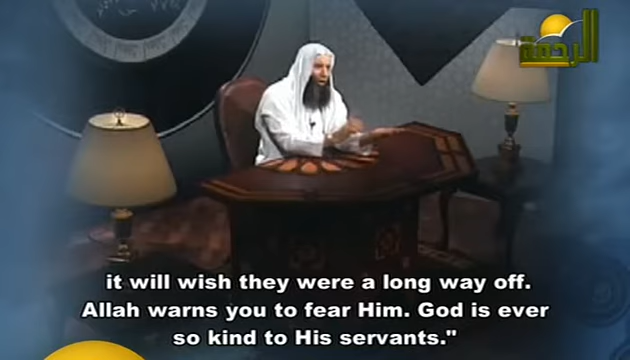 الرحمة
it will wish they were a long way off.
Allah warns you to fear Him. God is ever
so kind to His servants."